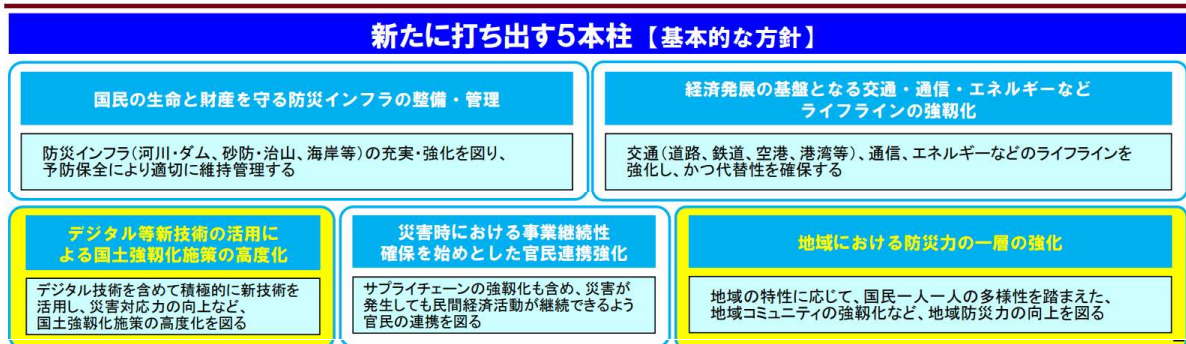 新たに打ち出す5本柱【基本的な方針】
国民の生命と財産を守る防災インフラの整備・管理
防災インフラ(河川・ダム、砂防・治山、海岸等)の充実・強化を図り、
予防保全により適切に維持管理する
経済発展の基盤となる交通・通信・エネルギーなど
ライフラインの強靱化
交通(道路、鉄道、空港、港湾等)、通信、エネルギーなどのライフラインを
強化し、かつ代替性を確保する
デジタル等新技術の活用に
よる国土強靱化施策の高度化
デジタル技術を含めて積極的に新技術を
活用し、災害対応力の向上など、
国土強靱化施策の高度化を図る
災害時における事業継続性
確保を始めとした官民連携強化
サプライチェーンの強靱化も含め、災害が
発生しても民間経済活動が継続できるよう
官民の連携を図る
地域における防災力の一層の強化
地域の特性に応じて、国民一人一人の多様性を踏まえた、
地域コミュニティの強靱化など、地域防災力の向上を図る